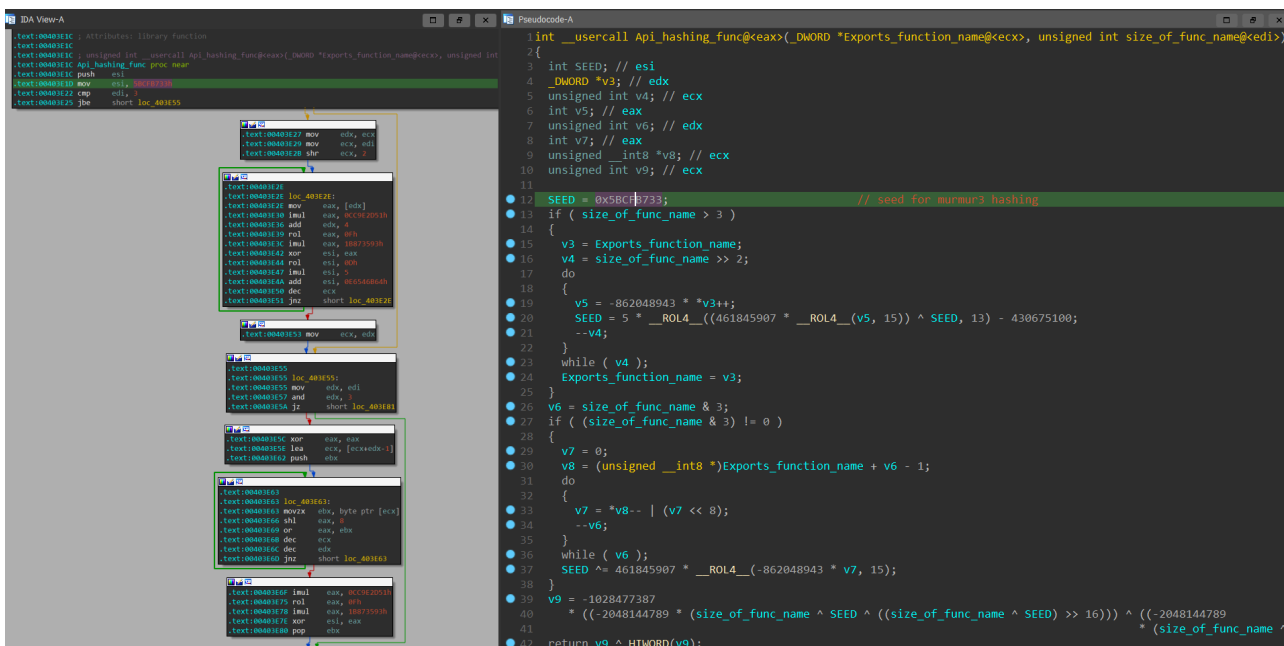 IDA View-A
.text:00403E1C ; Attributes: library function
.text:00403E1C
.text:00403E1C ; unsigned int __usercall Api_hashing_func@<eax>(_DWORD *Exports_function_name@<ecx>, unsigned int
.text:00403E1C Api_hashing_func proc near
.text:00403E1C push esi
.text:00403E1D mov esi, 5BCFB733h
.text:00403E22 cmp edi, 3
.text:00403E25 jbe short loc_403E55
.text:00403E27 mov edx, ecx
.text:00403E29 mov ecx, edi
.text:00403E2B shr ecx, 2
.text:00403E2E
.text:00403E2E loc_403E2E:
.text:00403E2E mov eax, [edx]
.text:00403E30 imul eax, 0CC9E2D51h
.text:00403E36 add edx, 4
.text:00403E39 rol eax, 0Fh
.text:00403E3C imul eax, 1B873593h
.text:00403E42 xor esi, eax
.text:00403E44 rol esi, 0Dh
.text:00403E47 imul esi, 5
.text:00403E4A add esi, 0E6546B64h
.text:00403E50 dec ecx
.text:00403E51 jnz short loc_403E2E
.text:00403E53 mov ecx, edx
.text:00403E55
.text:00403E55 loc_403E55:
.text:00403E55 mov edx, edi
.text:00403E57 and edx, 3
.text:00403E5A jz short loc_403E81
.text:00403E5C xor eax, eax
.text:00403E5E lea ecx, [ecx+edx-1]
.text:00403E62 push ebx
.text:00403E63
.text:00403E63 loc_403E63:
.text:00403E63 movzx ebx, byte ptr [ecx]
.text:00403E66 shl eax, 8
.text:00403E69 or eax, ebx
.text:00403E6B dec ecx
.text:00403E6C dec edx
.text:00403E6D jnz short loc_403E63
.text:00403E6F imul eax, 0CC9E2D51h
.text:00403E75 rol eax, 0Fh
.text:00403E78 imul eax, 1B873593h
.text:00403E7E xor esi, eax
.text:00403E80 pop ebx
Pseudocode-A
1 int __usercall Api_hashing_func@<eax>(_DWORD *Exports_function_name@<ecx>, unsigned int size_of_func_name@<edi>)
2 {
3 int SEED; // esi
4 _DWORD *v3; // edx
5 unsigned int v4; // ecx
6 int v5; // eax
7 unsigned int v6; // edx
8 int v7; // eax
9 unsigned __int8 *v8; // ecx
10 unsigned int v9; // ecx
11
12 SEED = 0x5BCFB733; // seed for murmur3 hashing
13 if ( size_of_func_name > 3 )
14 {
15 v3 = Exports_function_name;
16 v4 = size_of_func_name >> 2;
17 do
18 {
19 v5 = -862048943 * *v3++;
20 SEED = 5 * __ROL4__((461845907 * __ROL4__(v5, 15)) ^ SEED, 13) - 430675100;
21 --v4;
22 }
23 while ( v4 );
24 Exports_function_name = v3;
25 }
26 v6 = size_of_func_name & 3;
27 if ( (size_of_func_name & 3) != 0 )
28 {
29 v7 = 0;
30 v8 = (unsigned __int8 *)Exports_function_name + v6 - 1;
31 do
32 {
33 v7 = *v8-- | (v7 << 8);
34 --v6;
35 }
36 while ( v6 );
37 SEED ^= 461845907 * __ROL4__(-862048943 * v7, 15);
38 }
39 v9 = -1028477387
40 * ((-2048144789 * (size_of_func_name ^ SEED ^ ((size_of_func_name ^ SEED) >> 16))) ^ ((-2048144789
41 * (size_of_func_name ^
42 return v9 ^ HIWORD(v9);